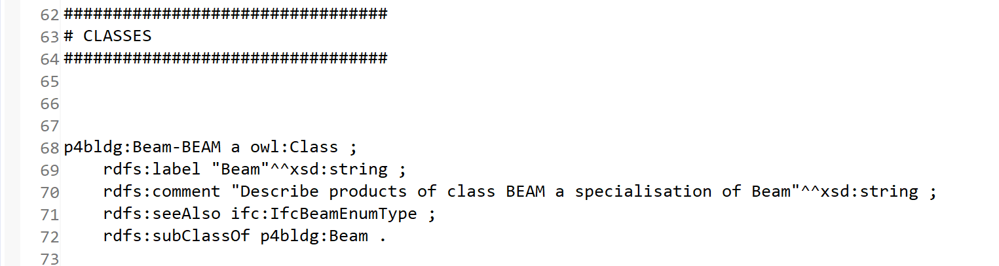 62 #################################
63 # CLASSES
64 #################################
65
66
67
68 p4bldg:Beam-BEAM a owl:Class ;
69     rdfs:label "Beam"^^xsd:string ;
70     rdfs:comment "Describe products of class BEAM a specialisation of Beam"^^xsd:string ;
71     rdfs:seeAlso ifc:IfcBeamEnumType ;
72     rdfs:subClassOf p4bldg:Beam .
73